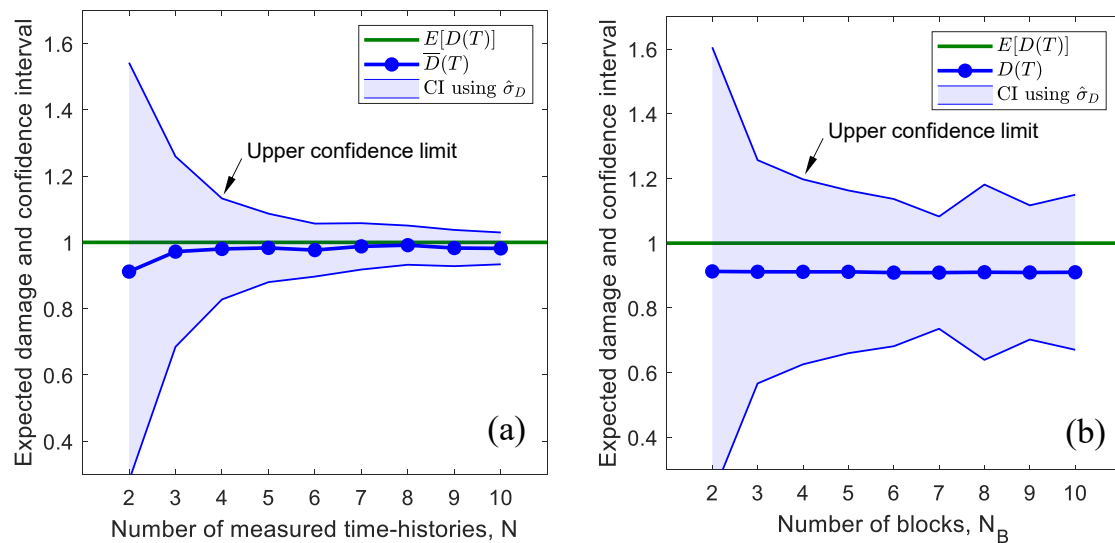 Expected damage and confidence interval
1.6
1.4
1.2
1
0.8
0.6
0.4
E[D(T)]
D̅(T)
CI using σ̂_D
Upper confidence limit
(a)
2 3 4 5 6 7 8 9 10
Number of measured time-histories, N
Expected damage and confidence interval
1.6
1.4
1.2
1
0.8
0.6
0.4
E[D(T)]
D(T)
CI using σ̂_D
Upper confidence limit
(b)
2 3 4 5 6 7 8 9 10
Number of blocks, N_B